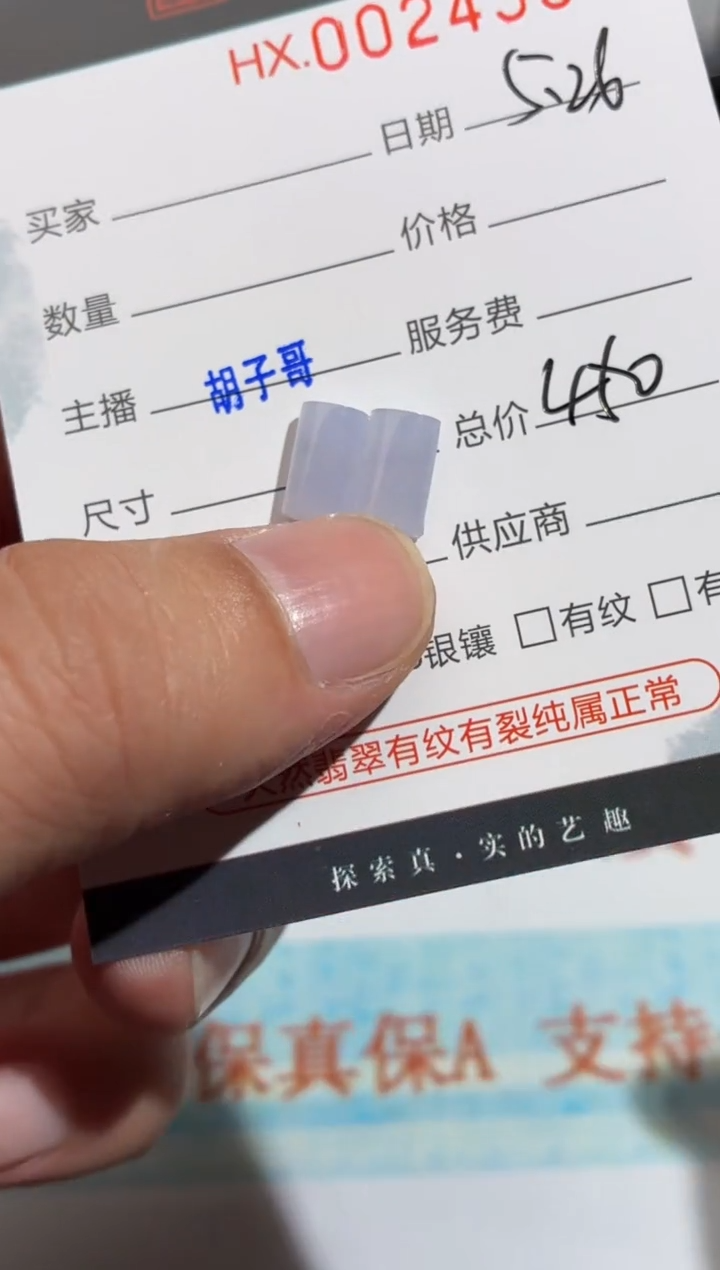 HX.00245
日期 5.26
买家
价格
数量
服务费
主播 胡子哥
总价 450
尺寸
供应商
银镶 □有纹 □有
天然翡翠有纹有裂纯属正常
探索真·实的艺趣
保真保A 支持